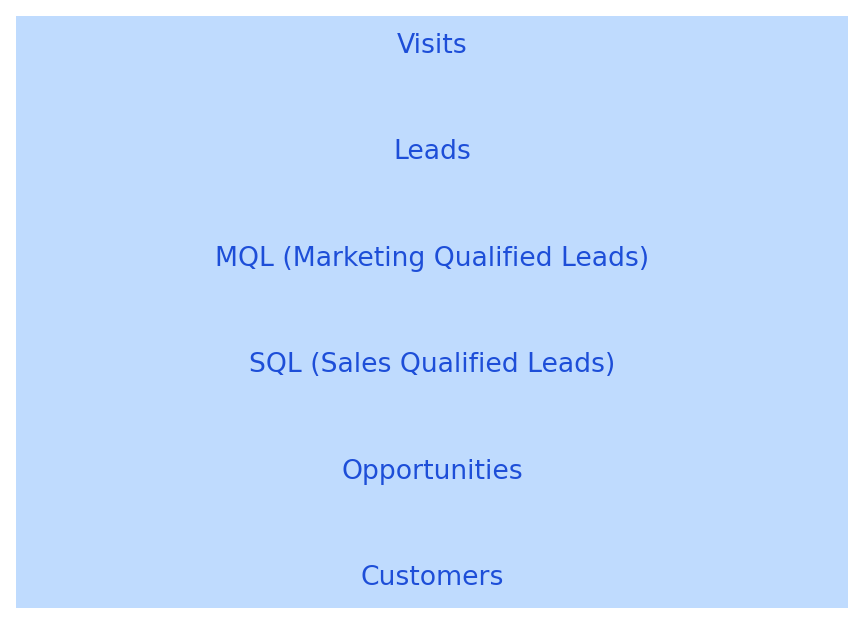 Visits
Leads
MQL (Marketing Qualified Leads)
SQL (Sales Qualified Leads)
Opportunities
Customers